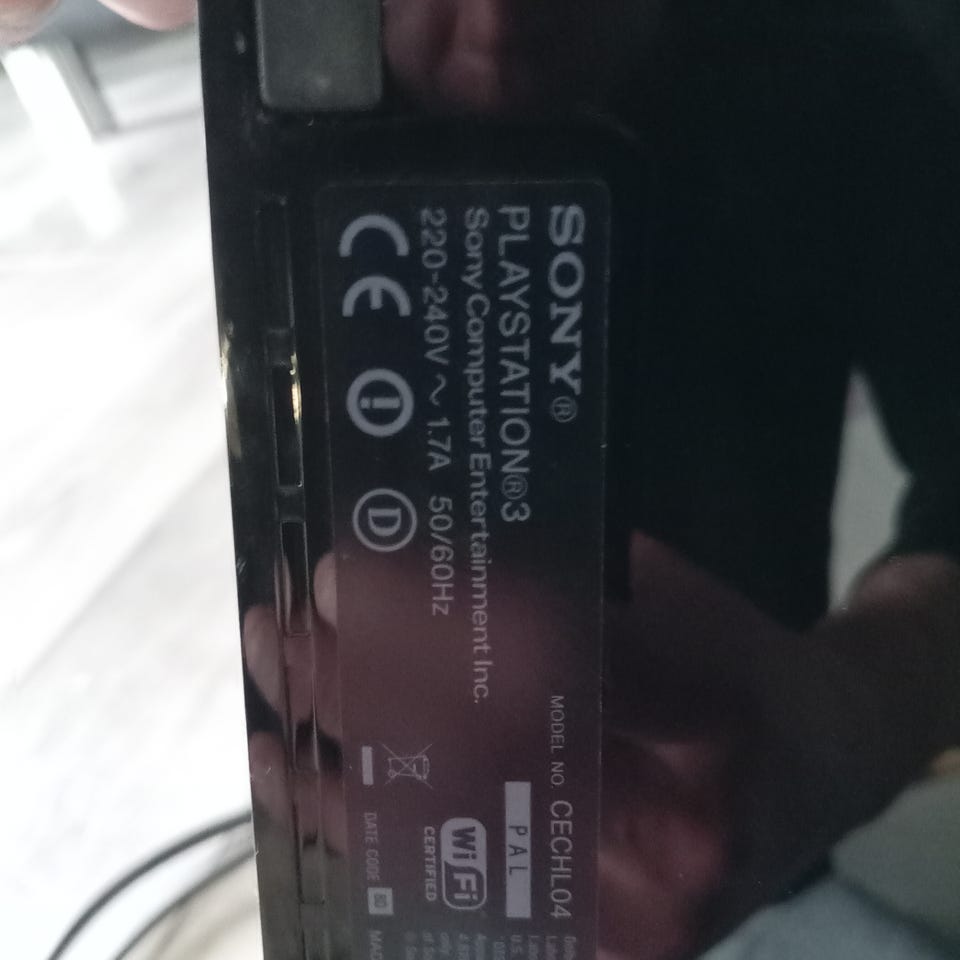 SONY®
PLAYSTATION®3
Sony Computer Entertainment Inc.
220-240V ~ 1.7A 50/60Hz
CE
D
MODEL NO. CECHL04
PAL
Wi Fi
CERTIFIED
DATE CODE 8D